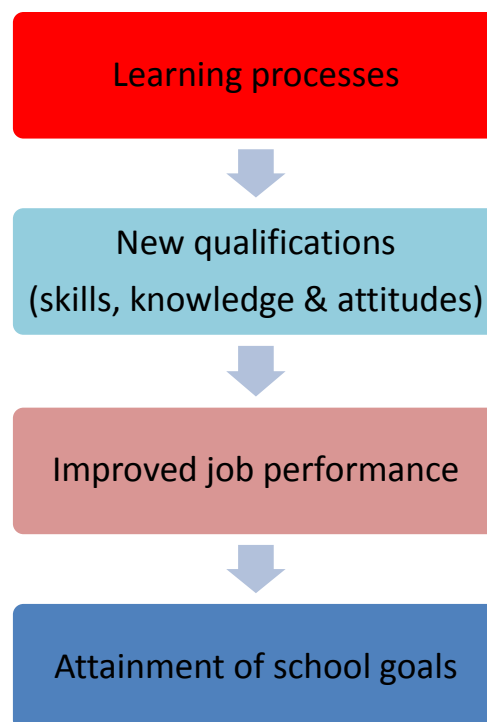 Learning processes
New qualifications
(skills, knowledge & attitudes)
Improved job performance
Attainment of school goals